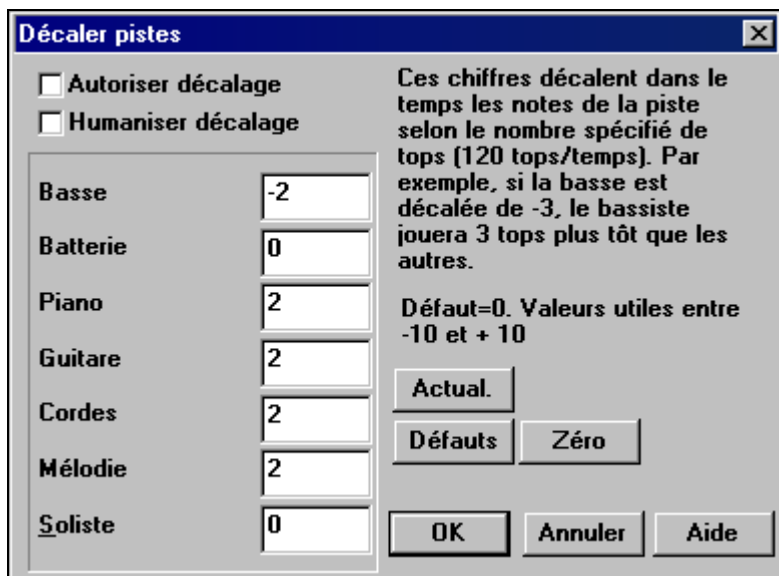 Décaler pistes
Autoriser décalage
Humaniser décalage
Basse -2
Batterie 0
Piano 2
Guitare 2
Cordes 2
Mélodie 2
Soliste 0
Ces chiffres décalent dans le
temps les notes de la piste
selon le nombre spécifié de
tops (120 tops/temps). Par
exemple, si la basse est
décalée de -3, le bassiste
jouera 3 tops plus tôt que les
autres.
Défaut=0. Valeurs utiles entre
-10 et + 10
Actual.
Défauts Zéro
OK Annuler Aide